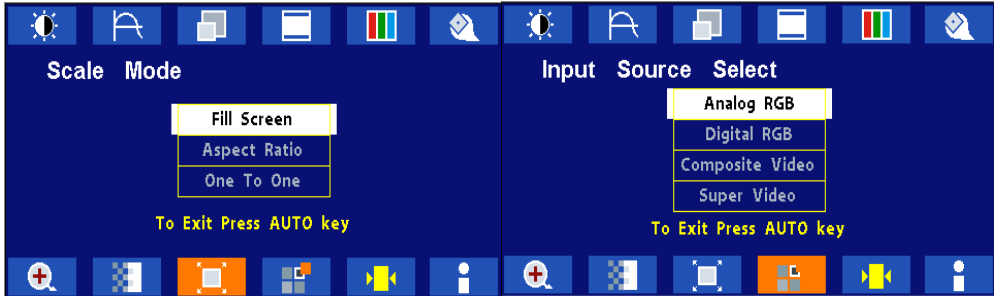 Scale Mode
Fill Screen
Aspect Ratio
One To One
To Exit Press AUTO key
Input Source Select
Analog RGB
Digital RGB
Composite Video
Super Video
To Exit Press AUTO key